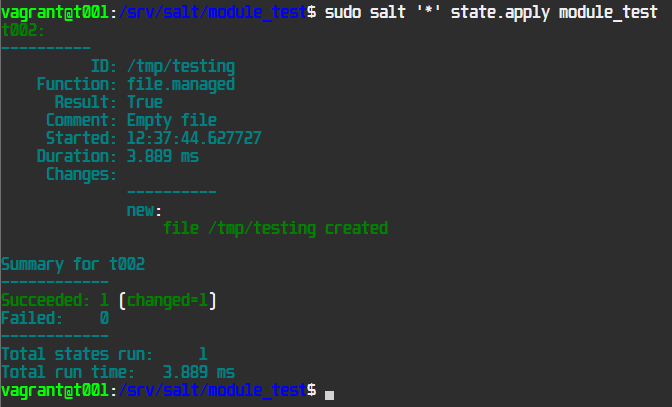 vagrant@t001:/srv/salt/module_test$ sudo salt '*' state.apply module_test
t002:
----------
          ID: /tmp/testing
    Function: file.managed
      Result: True
     Comment: Empty file
     Started: 12:37:44.627727
    Duration: 3.889 ms
     Changes:
              ----------
              new:
                  file /tmp/testing created

Summary for t002
------------
Succeeded: 1 (changed=1)
Failed:    0
------------
Total states run:     1
Total run time:   3.889 ms
vagrant@t001:/srv/salt/module_test$